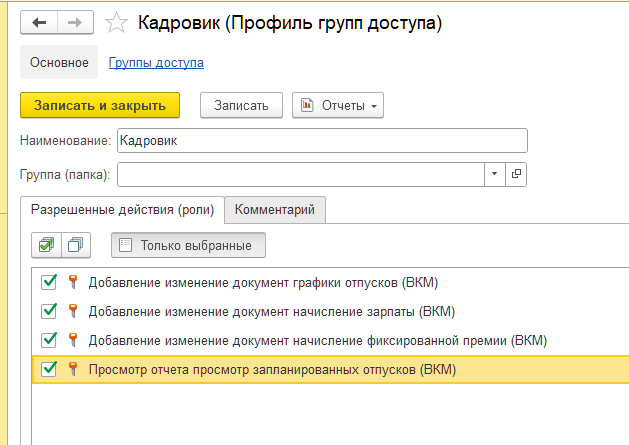 Кадровик (Профиль групп доступа)
Основное Группы доступа
Записать и закрыть Записать Отчеты
Наименование: Кадровик
Группа (папка):
Разрешенные действия (роли) Комментарий
Только выбранные
Добавление изменение документ графики отпусков (ВКМ)
Добавление изменение документ начисление зарпаты (ВКМ)
Добавление изменение документ начисление фиксированной премии (ВКМ)
Просмотр отчета просмотр запланированных отпусков (ВКМ)